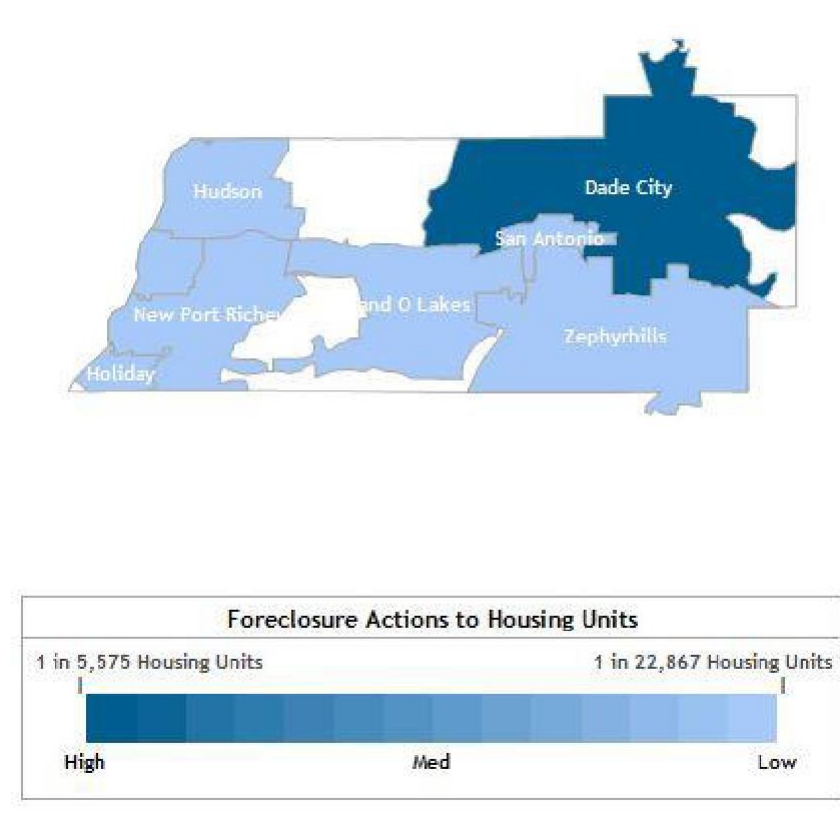 Dade City
Hudson
San Antonio
and O Lakes
New Port Richey
Zephyrhills
Holiday
Foreclosure Actions to Housing Units
1 in 5,575 Housing Units
1 in 22,867 Housing Units
High
Med
Low